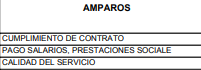 AMPAROS
CUMPLIMIENTO DE CONTRATO
PAGO SALARIOS, PRESTACIONES SOCIALE
CALIDAD DEL SERVICIO